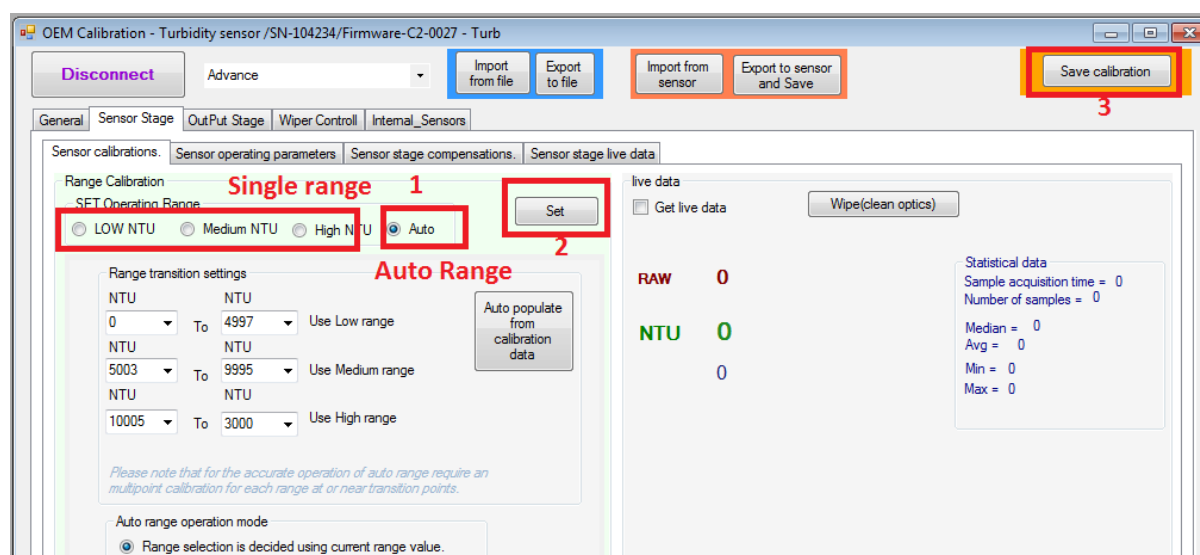 OEM Calibration - Turbidity sensor /SN-104234/Firmware-C2-0027 - Turb
Disconnect
Advance
Import from file
Export to file
Import from sensor
Export to sensor and Save
Save calibration
3
General Sensor Stage OutPut Stage Wiper Controll Internal_Sensors
Sensor calibrations. Sensor operating parameters Sensor stage compensations. Sensor stage live data
Range Calibration
Single range 1
SET Operating Range
LOW NTU Medium NTU High NTU Auto
Set
2
Auto Range
Range transition settings
NTU NTU
0 To 4997 Use Low range
NTU NTU
5003 To 9995 Use Medium range
NTU NTU
10005 To 3000 Use High range
Auto populate
from
calibration
data
Please note that for the accurate operation of auto range require an
multipoint calibration for each range at or near transition points.
Auto range operation mode
Range selection is decided using current range value.
live data
Get live data
Wipe(clean optics)
RAW 0
NTU 0
0
Statistical data
Sample acquisition time = 0
Number of samples = 0
Median = 0
Avg = 0
Min = 0
Max = 0